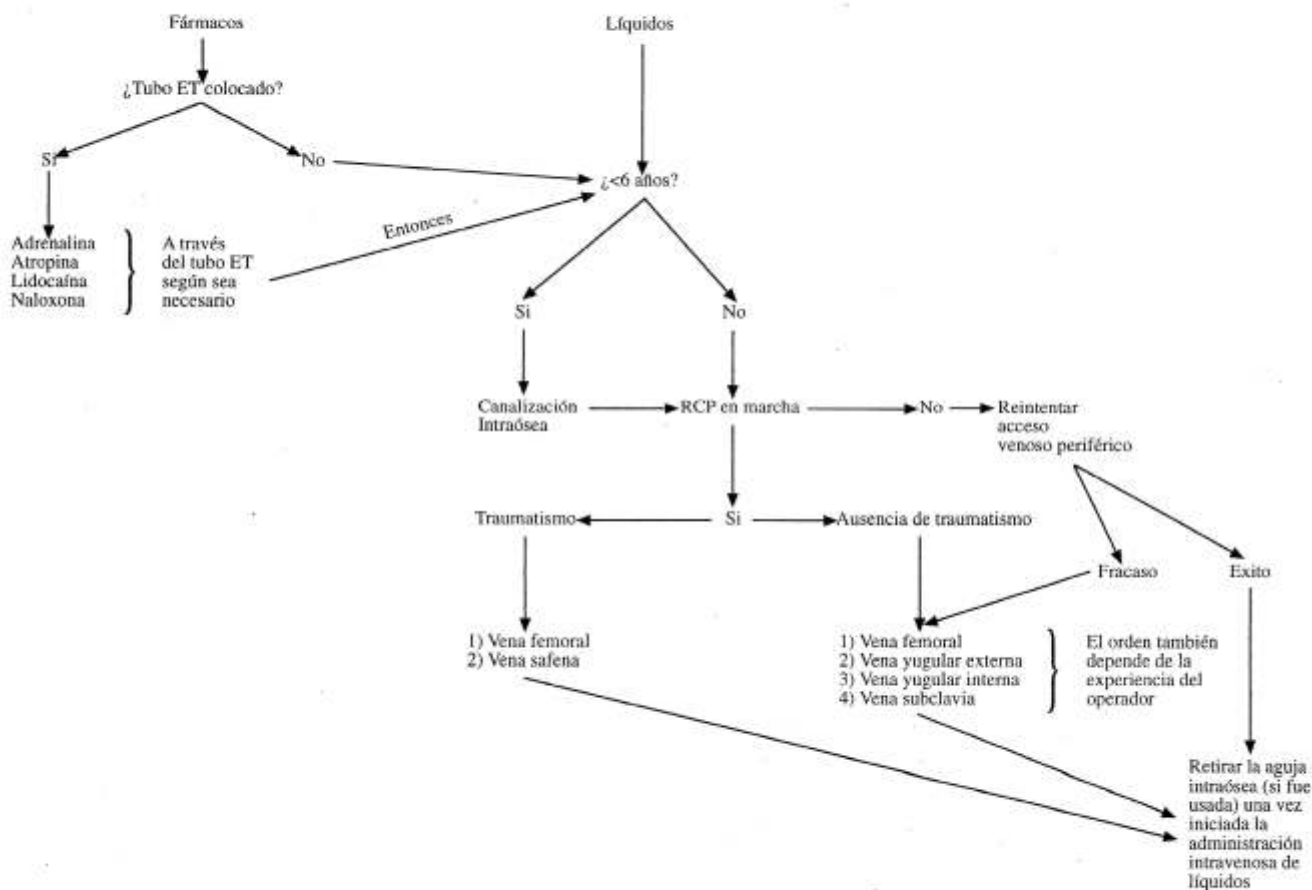 Fármacos
Líquidos
¿Tubo ET colocado?
Si
No
¿<6 años?
Entonces
Adrenalina
Atropina
Lidocaína
Naloxona
A través
del tubo ET
según sea
necesario
Si
No
Canalización
Intraósea
RCP en marcha
No
Reintentar
acceso
venoso periférico
Traumatismo
Si
Ausencia de traumatismo
Fracaso
Exito
1) Vena femoral
2) Vena safena
1) Vena femoral
2) Vena yugular externa
3) Vena yugular interna
4) Vena subclavia
El orden también
depende de la
experiencia del
operador
Retirar la aguja
intraósea (si fue
usada) una vez
iniciada la
administración
intravenosa de
líquidos